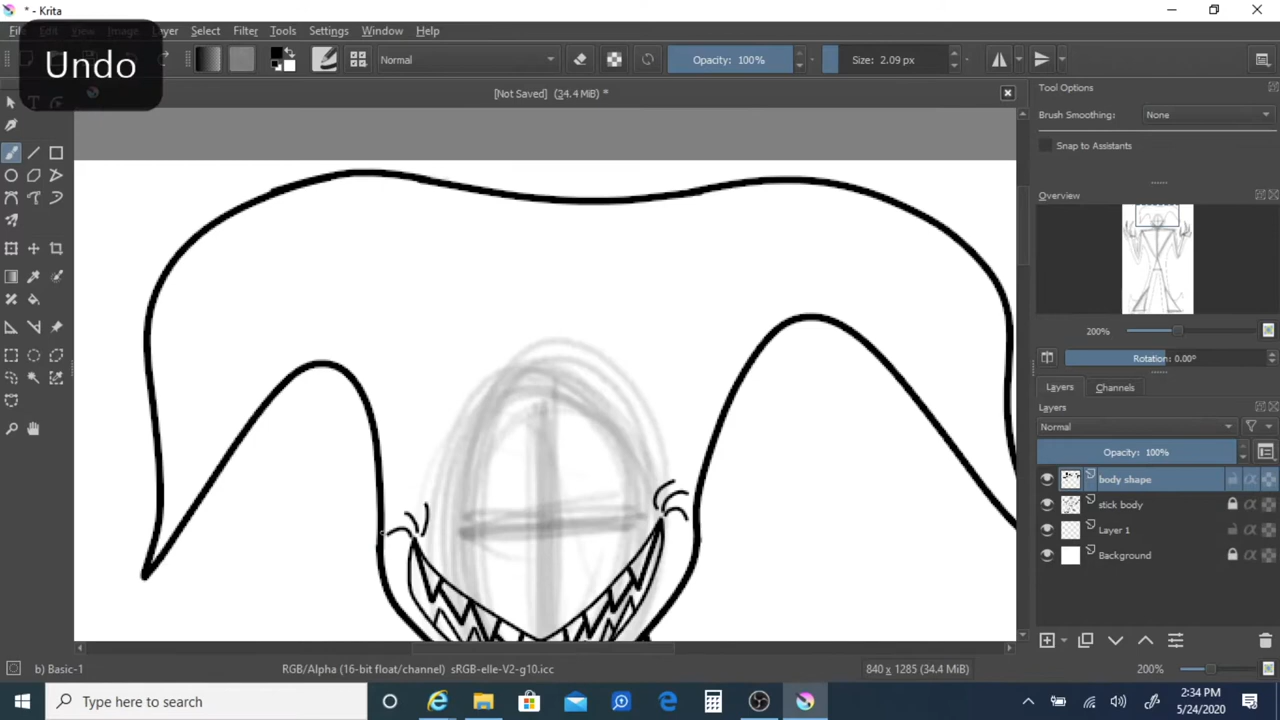 * - Krita
File Edit View Image Layer Select Filter Tools Settings Window Help
Undo
Normal
Opacity: 100%
Size: 2.09 px
[Not Saved] (34.4 MiB) *
Tool Options
Brush Smoothing: None
Snap to Assistants
Overview
200%
Rotation: 0.00°
Layers Channels
Layers
Normal
Opacity: 100%
body shape
stick body
Layer 1
Background
b) Basic-1
RGB/Alpha (16-bit float/channel) sRGB-elle-V2-g10.icc
840 x 1285 (34.4 MiB)
200%
Type here to search
2:34 PM
5/24/2020